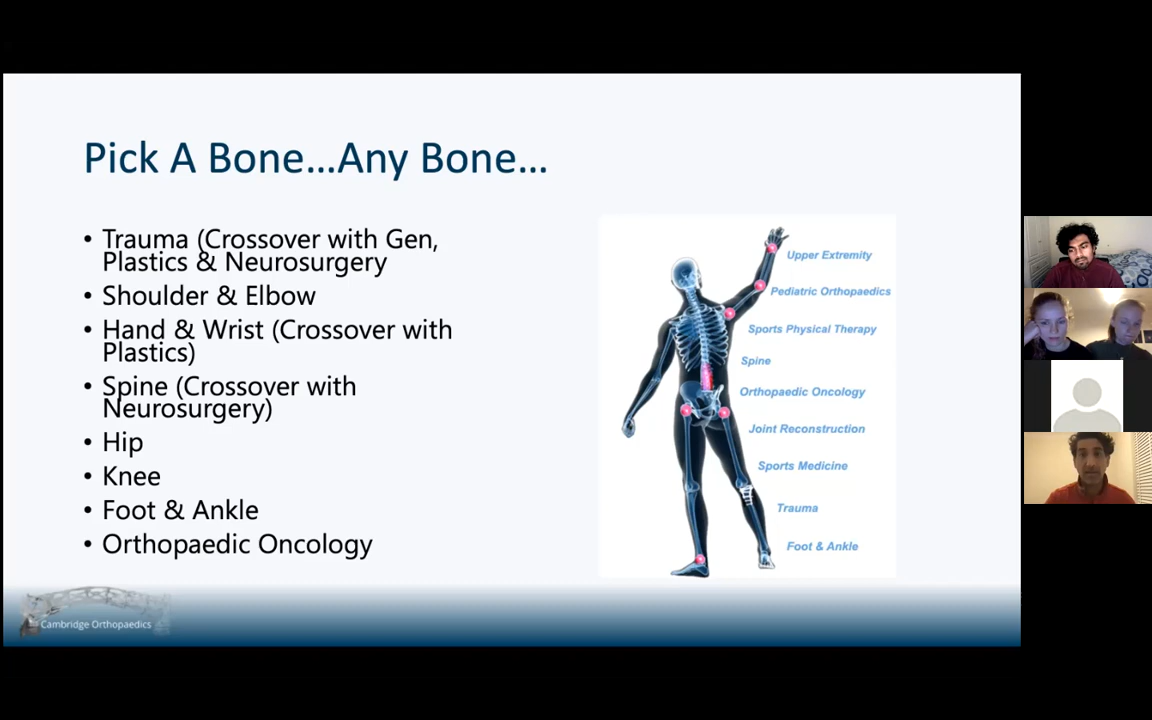 Pick A Bone...Any Bone...
• Trauma (Crossover with Gen,
Plastics & Neurosurgery
• Shoulder & Elbow
• Hand & Wrist (Crossover with
Plastics)
• Spine (Crossover with
Neurosurgery)
• Hip
• Knee
• Foot & Ankle
• Orthopaedic Oncology
Upper Extremity
Pediatric Orthopaedics
Sports Physical Therapy
Spine
Orthopaedic Oncology
Joint Reconstruction
Sports Medicine
Trauma
Foot & Ankle
Cambridge Orthopaedics